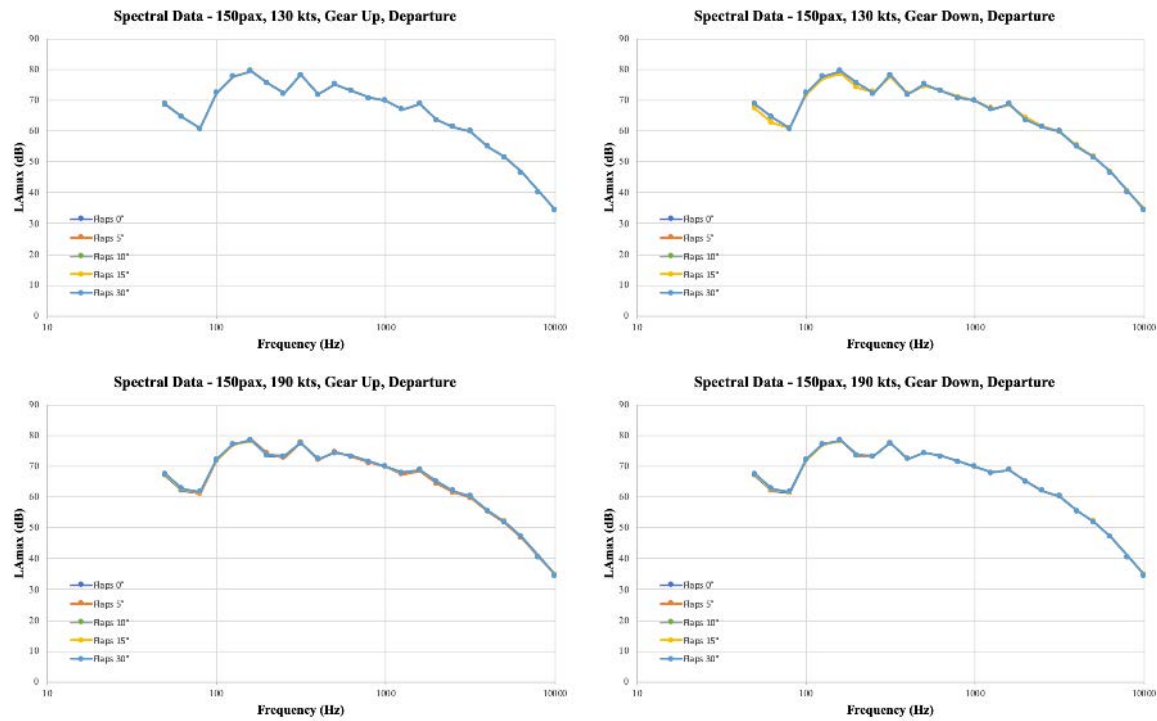 Spectral Data - 150pax, 130 kts, Gear Up, Departure
90
80
70
60
50
40
30
20
10
0
LAmax (dB)
Flaps 0°
Flaps 5°
Flaps 10°
Flaps 15°
Flaps 30°
10
100
1000
10000
Frequency (Hz)
Spectral Data - 150pax, 130 kts, Gear Down, Departure
90
80
70
60
50
40
30
20
10
0
LAmax (dB)
Flaps 0°
Flaps 5°
Flaps 10°
Flaps 15°
Flaps 30°
10
100
1000
10000
Frequency (Hz)
Spectral Data - 150pax, 190 kts, Gear Up, Departure
90
80
70
60
50
40
30
20
10
0
LAmax (dB)
Flaps 0°
Flaps 5°
Flaps 10°
Flaps 15°
Flaps 30°
10
100
1000
10000
Frequency (Hz)
Spectral Data - 150pax, 190 kts, Gear Down, Departure
90
80
70
60
50
40
30
20
10
0
LAmax (dB)
Flaps 0°
Flaps 5°
Flaps 10°
Flaps 15°
Flaps 30°
10
100
1000
10000
Frequency (Hz)